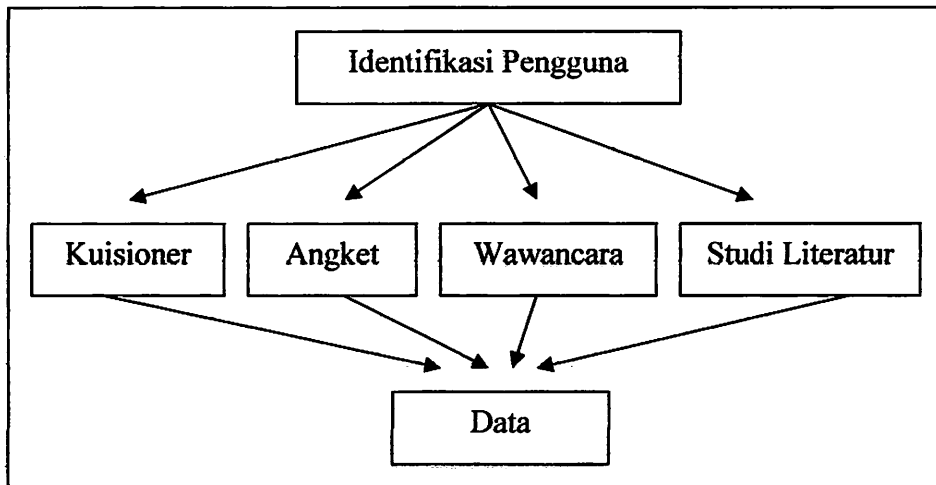 Identifikasi Pengguna
Kuisioner Angket Wawancara Studi Literatur
Data